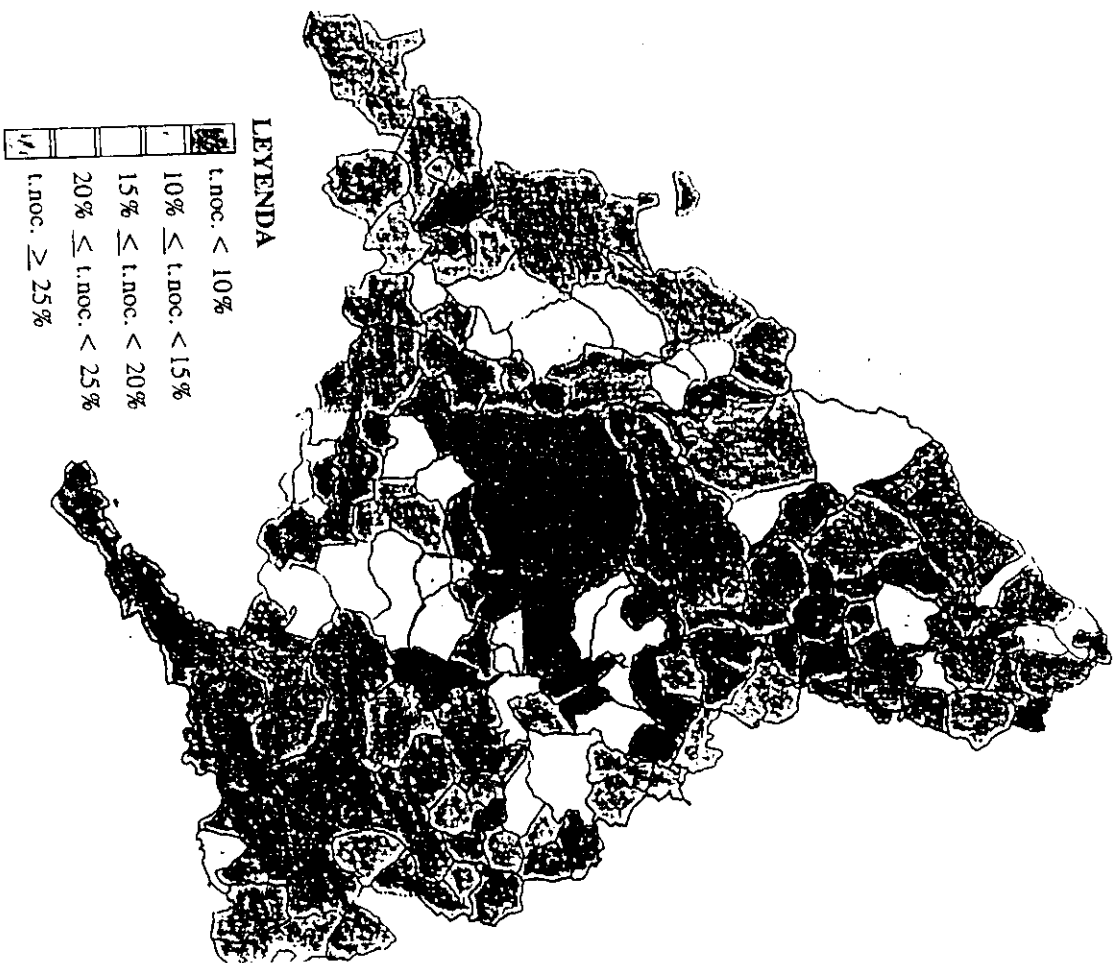 LEYENDA
t.noc. < 10%
10% ≤ t.noc. < 15%
15% ≤ t.noc. < 20%
20% ≤ t.noc. < 25%
t.noc. ≥ 25%